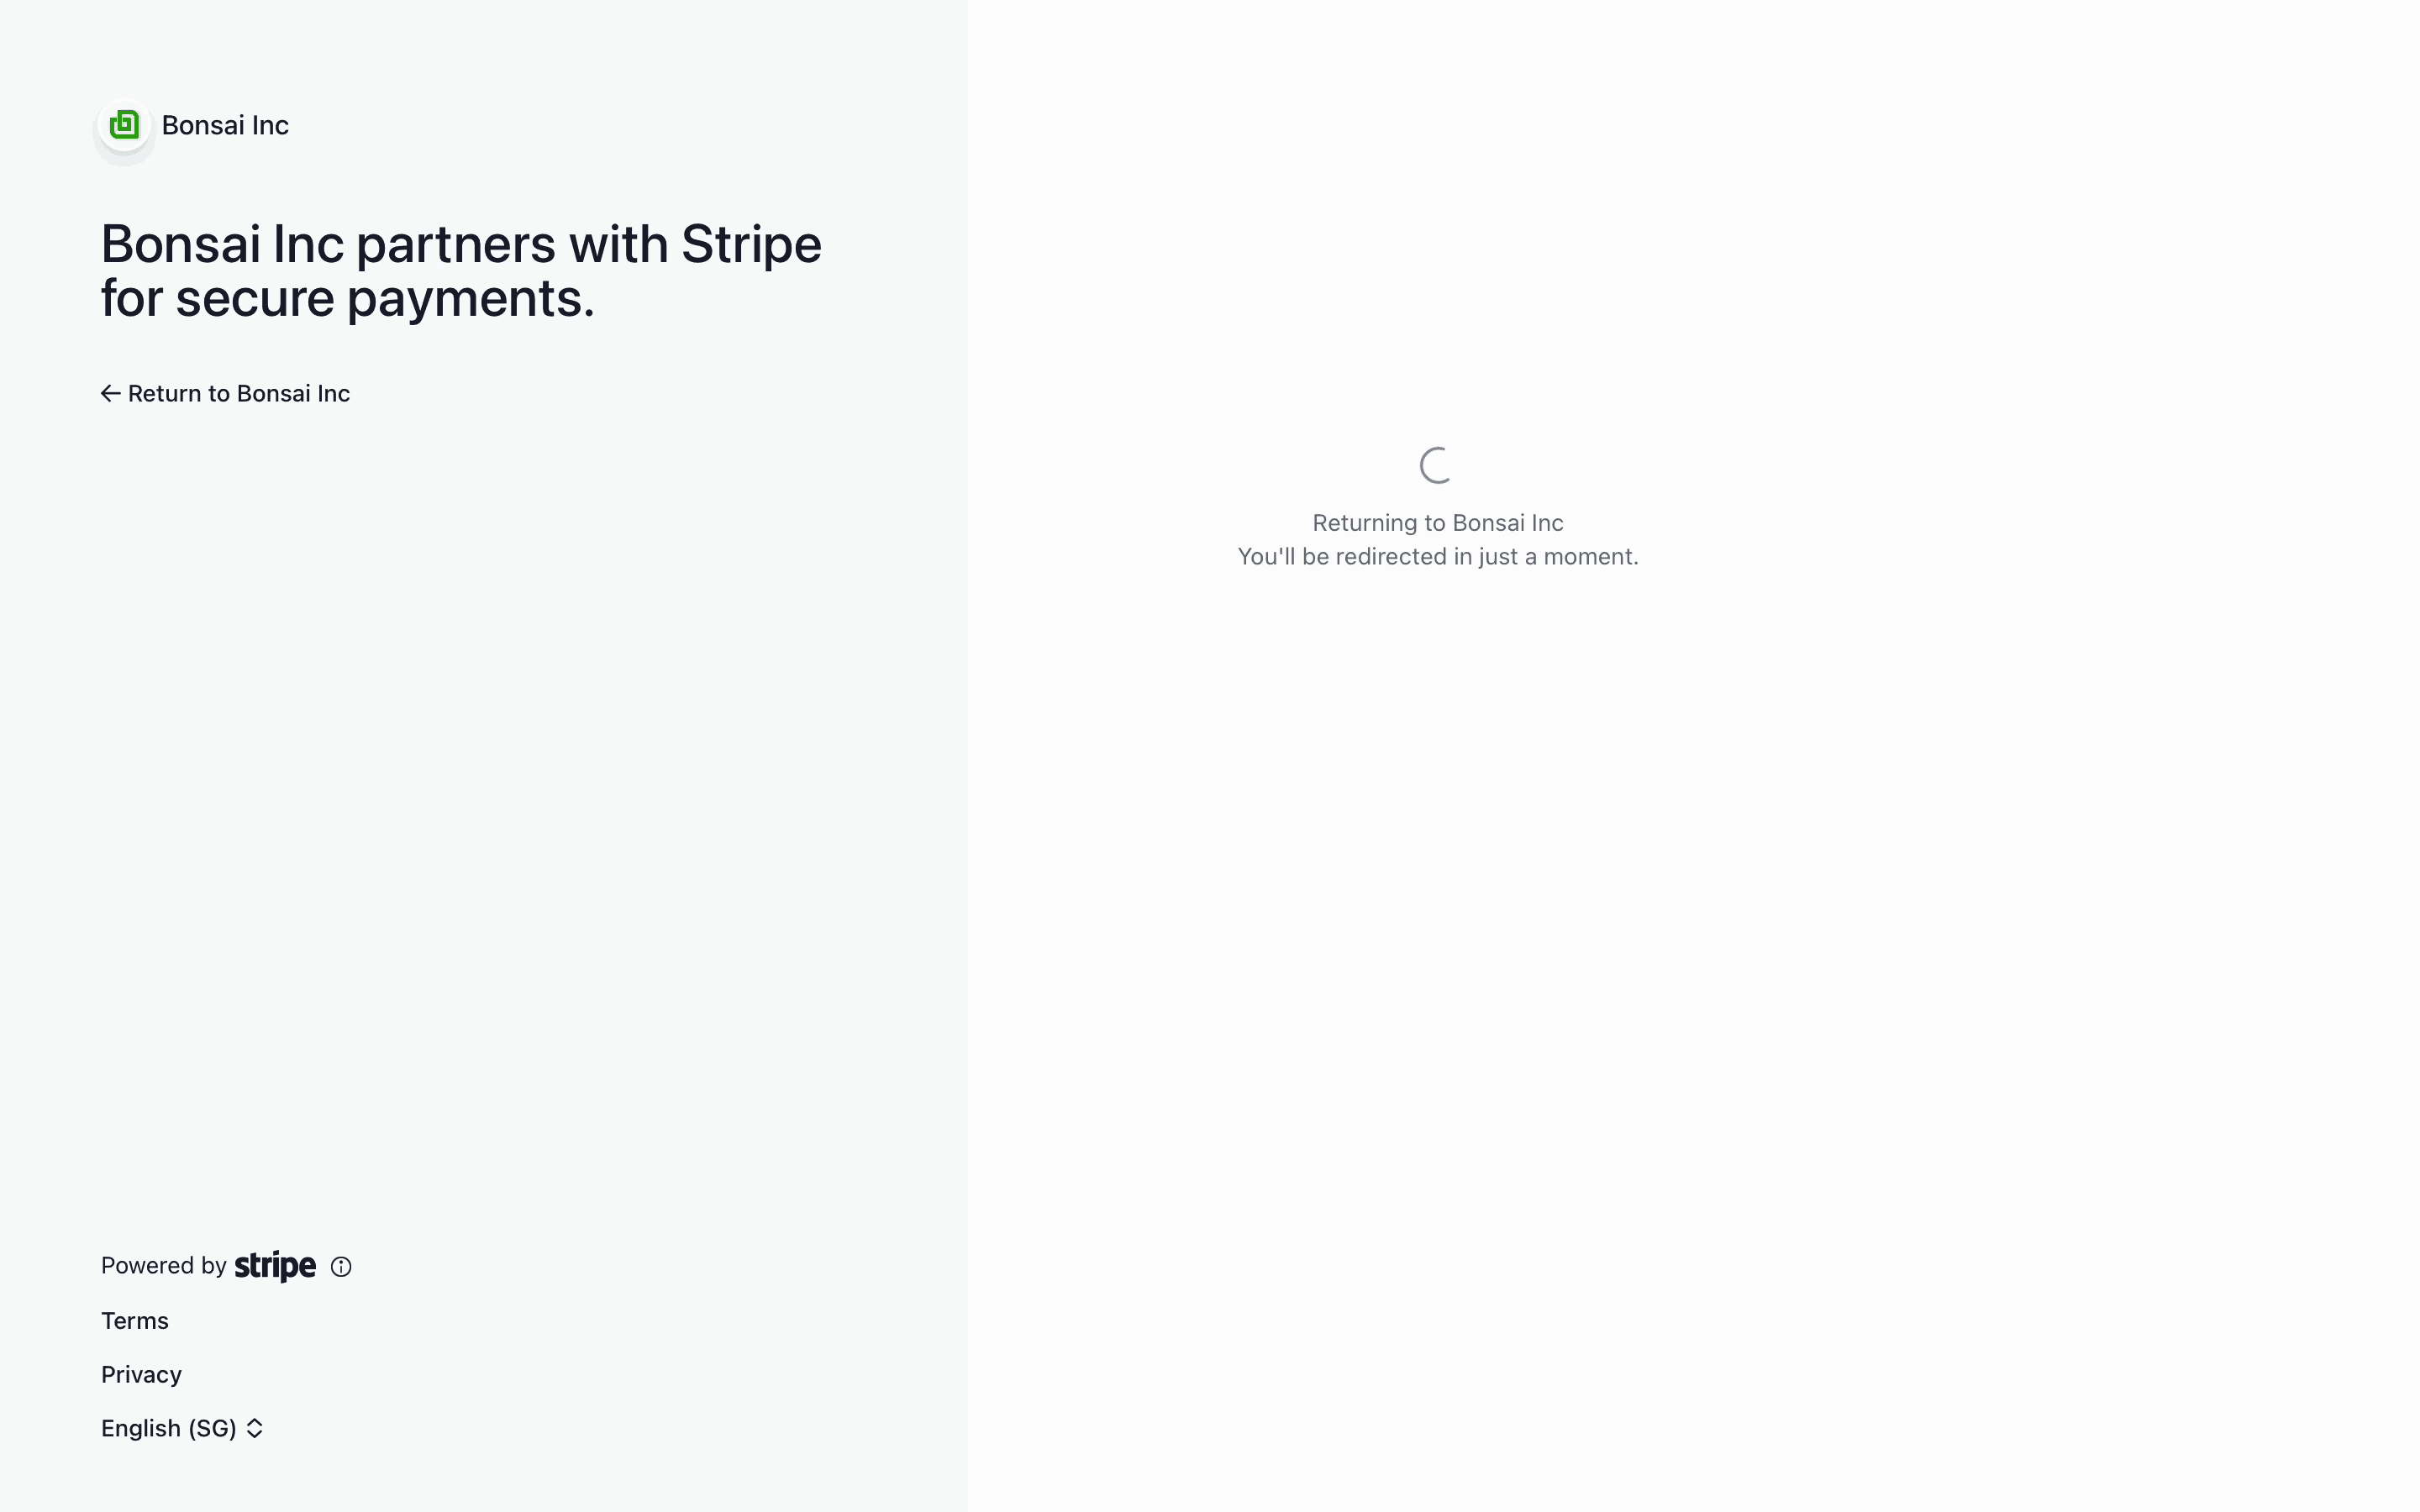 Bonsai Inc
Bonsai Inc partners with Stripe
for secure payments.
Return to Bonsai Inc
Returning to Bonsai Inc
You'll be redirected in just a moment.
Powered by stripe
Terms
Privacy
English (SG)